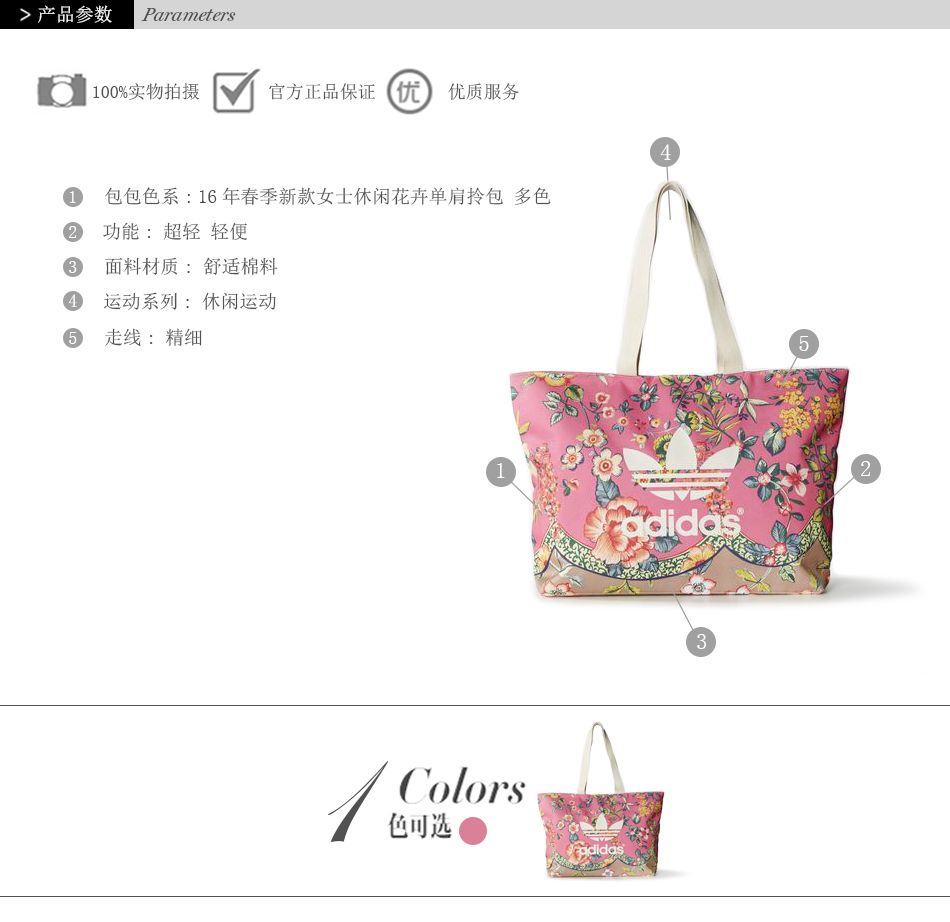 > 产品参数 Parameters
100%实物拍摄 官方正品保证 优 优质服务
4
1 包包色系：16 年春季新款女士休闲花卉单肩拎包 多色
2 功能： 超轻 轻便
3 面料材质： 舒适棉料
4 运动系列： 休闲运动
5 走线： 精细
5
1
2
adidas®
3
1 Colors
色可选
adidas